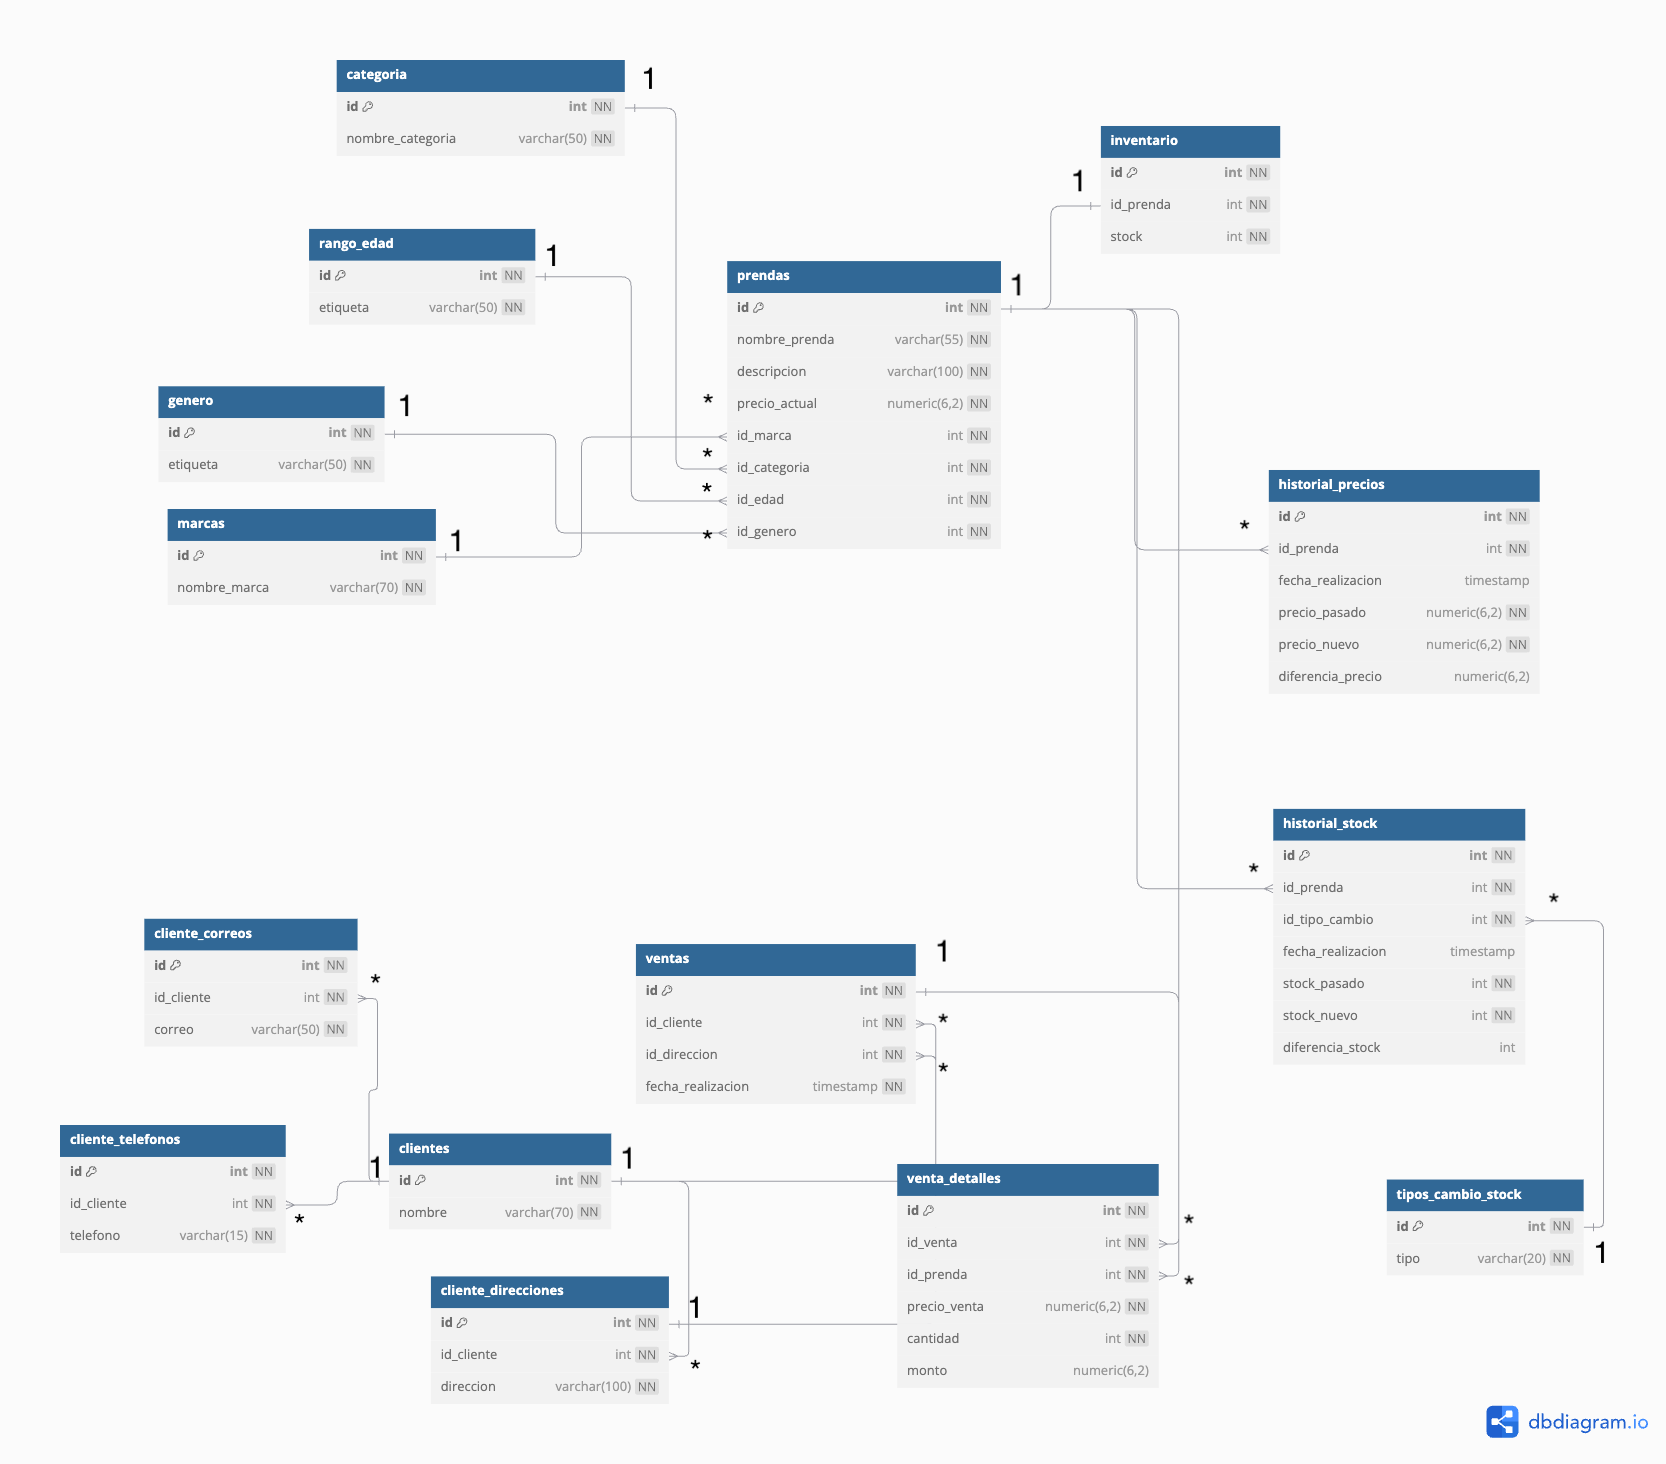 categoria
1
id int NN
nombre_categoria varchar(50) NN
inventario
id int NN
1
id_prenda int NN
stock int NN
rango_edad
1
id int NN
etiqueta varchar(50) NN
prendas
1
id int NN
nombre_prenda varchar(55) NN
descripcion varchar(100) NN
* precio_actual numeric(6,2) NN
id_marca int NN
* id_categoria int NN
* id_edad int NN
* id_genero int NN
genero
1
id int NN
etiqueta varchar(50) NN
marcas
1
id int NN
nombre_marca varchar(70) NN
historial_precios
id int NN
*
id_prenda int NN
fecha_realizacion timestamp
precio_pasado numeric(6,2) NN
precio_nuevo numeric(6,2) NN
diferencia_precio numeric(6,2)
historial_stock
id int NN
*
id_prenda int NN
*
id_tipo_cambio int NN
fecha_realizacion timestamp
stock_pasado int NN
stock_nuevo int NN
diferencia_stock int
cliente_correos
id int NN
*
id_cliente int NN
correo varchar(50) NN
ventas
1
id int NN
id_cliente int NN
*
id_direccion int NN
*
fecha_realizacion timestamp NN
cliente_telefonos
id int NN
id_cliente int NN
*
telefono varchar(15) NN
clientes
1
1
id int NN
nombre varchar(70) NN
venta_detalles
id int NN
*
id_venta int NN
id_prenda int NN
*
precio_venta numeric(6,2) NN
cantidad int NN
monto numeric(6,2)
tipos_cambio_stock
id int NN
1
tipo varchar(20) NN
cliente_direcciones
1
id int NN
id_cliente int NN
*
direccion varchar(100) NN
dbdiagram.io